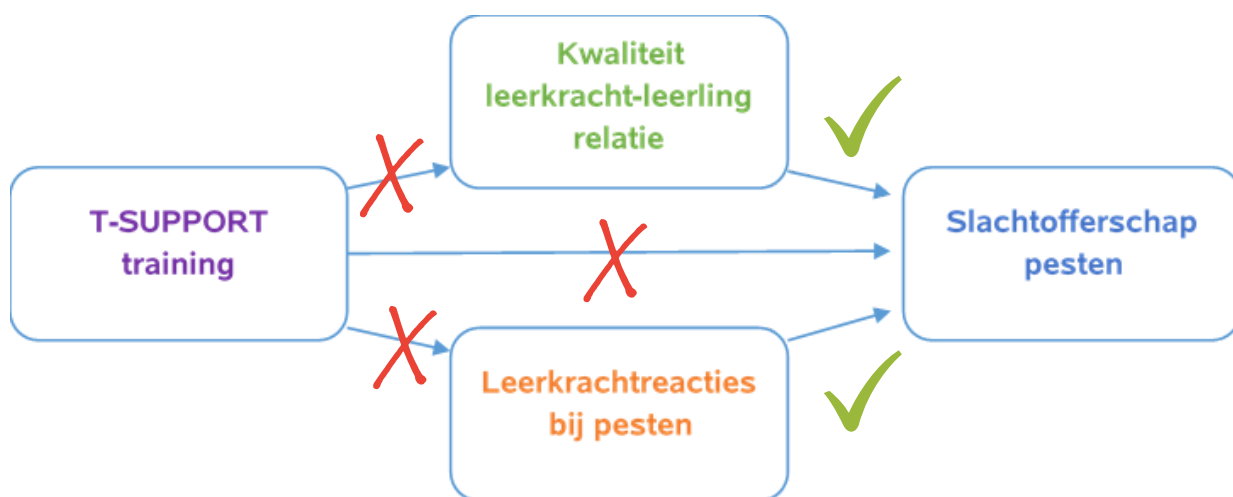 Kwaliteit
leerkracht-leerling
relatie
T-SUPPORT
training
Slachtofferschap
pesten
Leerkrachtreacties
bij pesten